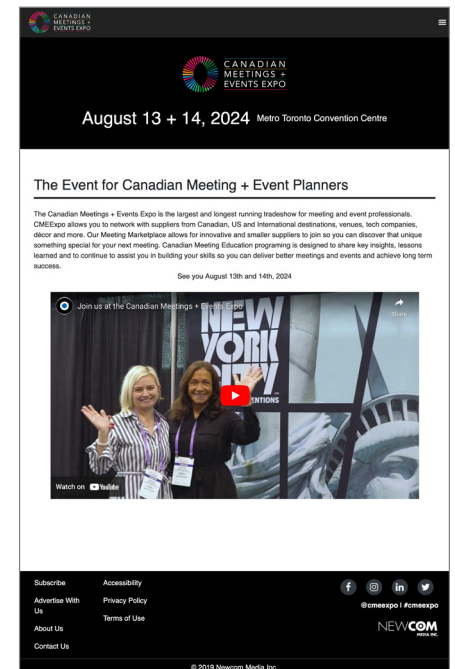 CANADIAN
MEETINGS +
EVENTS EXPO
CANADIAN
MEETINGS +
EVENTS EXPO
August 13 + 14, 2024 Metro Toronto Convention Centre
The Event for Canadian Meeting + Event Planners
The Canadian Meetings + Events Expo is the largest and longest running tradeshow for meeting and event professionals.
CMEExpo allows you to network with suppliers from Canadian, US and International destinations, venues, tech companies,
décor and more. Our Meeting Marketplace allows for innovative and smaller suppliers to join so you can discover that unique
something special for your next meeting. Canadian Meeting Education programing is designed to share key insights, lessons
learned and to continue to assist you in building your skills so you can deliver better meetings and events and achieve long term
success.
See you August 13th and 14th, 2024
Join us at the Canadian Meetings + Events Expo
Share
NEW
YORK
CITY
ENTIONS
Watch on YouTube
Subscribe
Advertise With
Us
About Us
Contact Us
Accessibility
Privacy Policy
Terms of Use
@cmeexpo I #cmeexpo
NEWCOM
MEDIA INC.
© 2019 Newcom Media Inc.